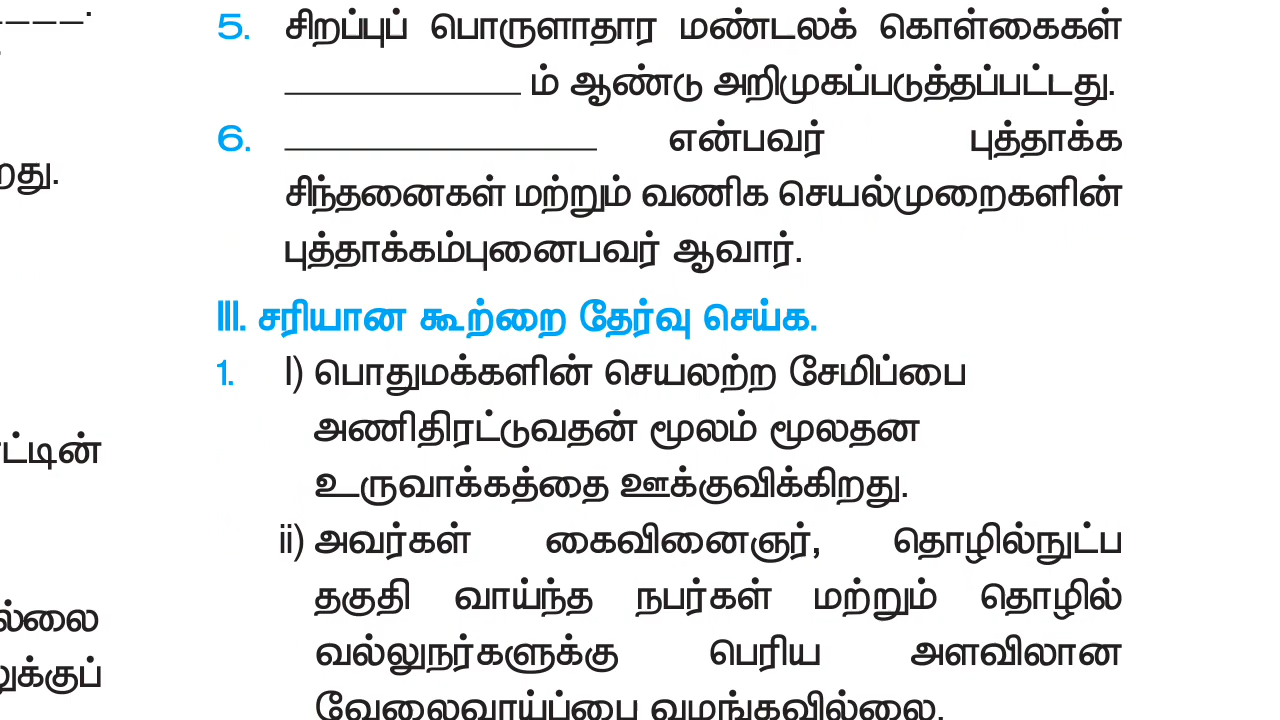 5. சிறப்புப் பொருளாதார மண்டலக் கொள்கைகள்
____________ ம் ஆண்டு அறிமுகப்படுத்தப்பட்டது.
6. ________________ என்பவர் புத்தாக்க
சிந்தனைகள் மற்றும் வணிக செயல்முறைகளின்
புத்தாக்கம்புனைபவர் ஆவார்.
III. சரியான கூற்றை தேர்வு செய்க.
1. I) பொதுமக்களின் செயலற்ற சேமிப்பை
அணிதிரட்டுவதன் மூலம் மூலதன
உருவாக்கத்தை ஊக்குவிக்கிறது.
ii) அவர்கள் கைவினைஞர், தொழில்நுட்ப
தகுதி வாய்ந்த நபர்கள் மற்றும் தொழில்
வல்லுநர்களுக்கு பெரிய அளவிலான
வேலைவாய்ப்பை வழங்கவில்லை.